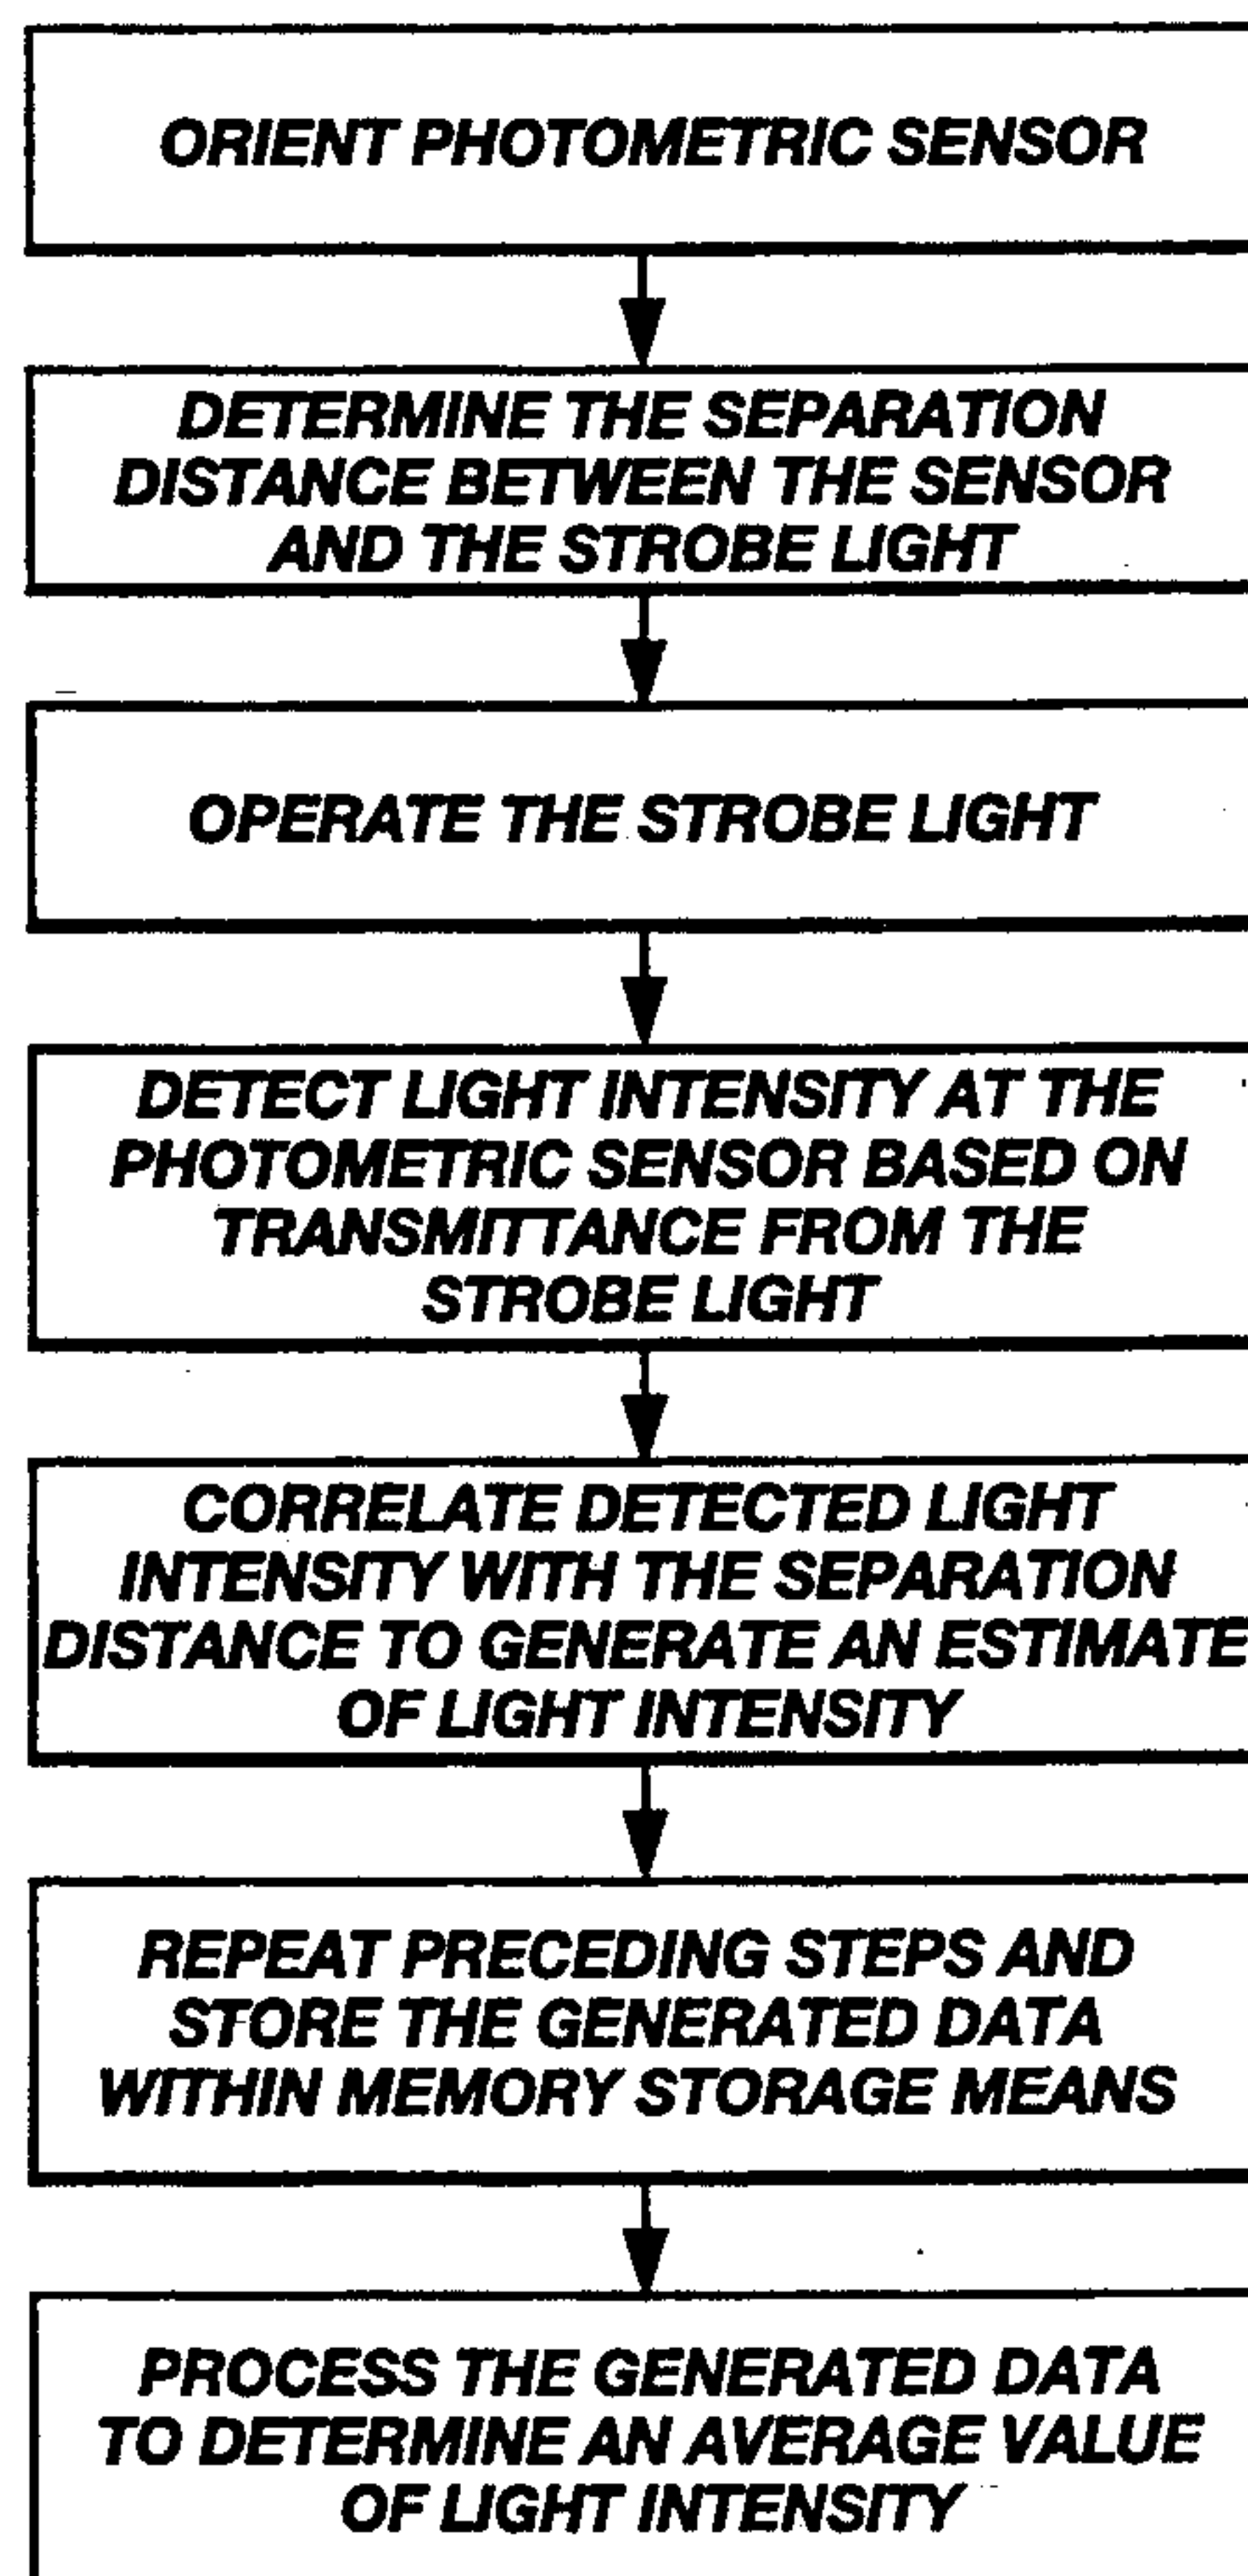 ORIENT PHOTOMETRIC SENSOR
DETERMINE THE SEPARATION
DISTANCE BETWEEN THE SENSOR
AND THE STROBE LIGHT
OPERATE THE STROBE LIGHT
DETECT LIGHT INTENSITY AT THE
PHOTOMETRIC SENSOR BASED ON
TRANSMITTANCE FROM THE
STROBE LIGHT
CORRELATE DETECTED LIGHT
INTENSITY WITH THE SEPARATION
DISTANCE TO GENERATE AN ESTIMATE
OF LIGHT INTENSITY
REPEAT PRECEDING STEPS AND
STORE THE GENERATED DATA
WITHIN MEMORY STORAGE MEANS
PROCESS THE GENERATED DATA
TO DETERMINE AN AVERAGE VALUE
OF LIGHT INTENSITY